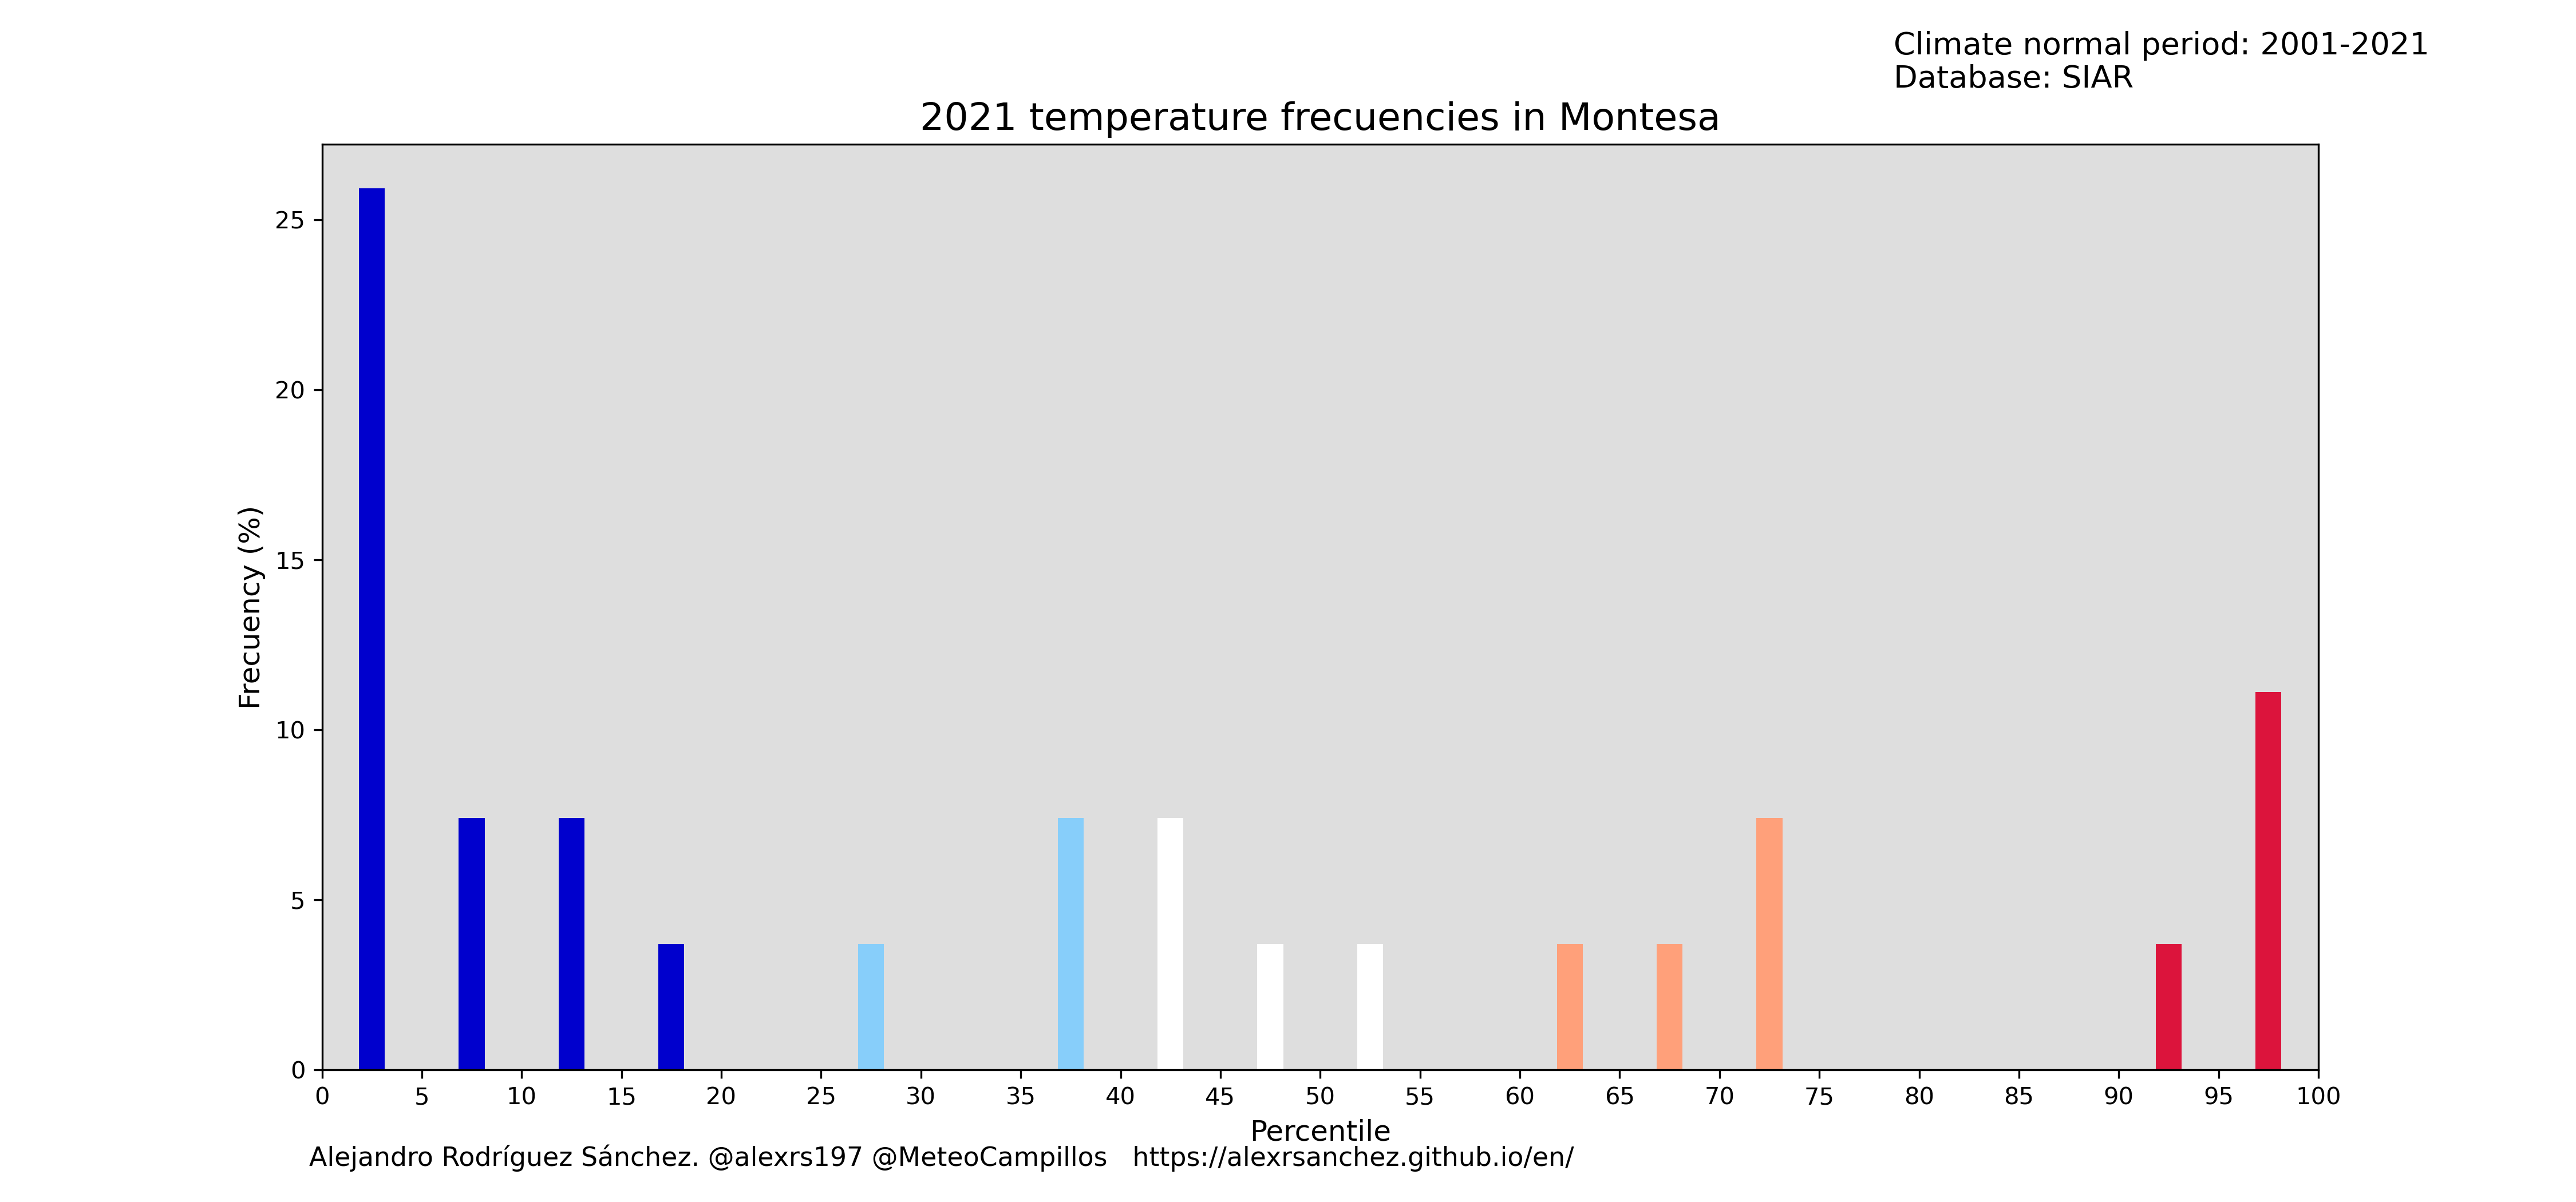 Climate normal period: 2001-2021
Database: SIAR
2021 temperature frecuencies in Montesa
25
20
15
10
5
0
Frecuency (%)
0 5 10 15 20 25 30 35 40 45 50 55 60 65 70 75 80 85 90 95 100
Percentile
Alejandro Rodríguez Sánchez. @alexrs197 @MeteoCampillos https://alexrsanchez.github.io/en/